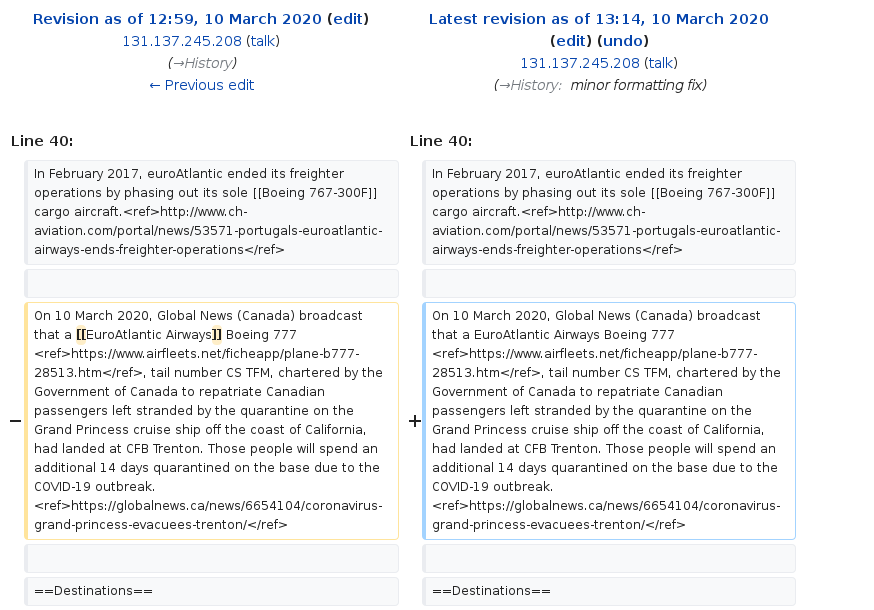 Revision as of 12:59, 10 March 2020 (edit)
131.137.245.208 (talk)
(→History)
← Previous edit
Latest revision as of 13:14, 10 March 2020
(edit) (undo)
131.137.245.208 (talk)
(→History: minor formatting fix)
Line 40:
In February 2017, euroAtlantic ended its freighter
operations by phasing out its sole [[Boeing 767-300F]]
cargo aircraft.<ref>http://www.ch-
aviation.com/portal/news/53571-portugals-euroatlantic-
airways-ends-freighter-operations</ref>
− On 10 March 2020, Global News (Canada) broadcast
that a [[EuroAtlantic Airways]] Boeing 777
<ref>https://www.airfleets.net/ficheapp/plane-b777-
28513.htm</ref>, tail number CS TFM, chartered by the
Government of Canada to repatriate Canadian
passengers left stranded by the quarantine on the
Grand Princess cruise ship off the coast of California,
had landed at CFB Trenton. Those people will spend an
additional 14 days quarantined on the base due to the
COVID-19 outbreak.
<ref>https://globalnews.ca/news/6654104/coronavirus-
grand-princess-evacuees-trenton/</ref>
==Destinations==
Line 40:
In February 2017, euroAtlantic ended its freighter
operations by phasing out its sole [[Boeing 767-300F]]
cargo aircraft.<ref>http://www.ch-
aviation.com/portal/news/53571-portugals-euroatlantic-
airways-ends-freighter-operations</ref>
+ On 10 March 2020, Global News (Canada) broadcast
that a EuroAtlantic Airways Boeing 777
<ref>https://www.airfleets.net/ficheapp/plane-b777-
28513.htm</ref>, tail number CS TFM, chartered by the
Government of Canada to repatriate Canadian
passengers left stranded by the quarantine on the
Grand Princess cruise ship off the coast of California,
had landed at CFB Trenton. Those people will spend an
additional 14 days quarantined on the base due to the
COVID-19 outbreak.
<ref>https://globalnews.ca/news/6654104/coronavirus-
grand-princess-evacuees-trenton/</ref>
==Destinations==